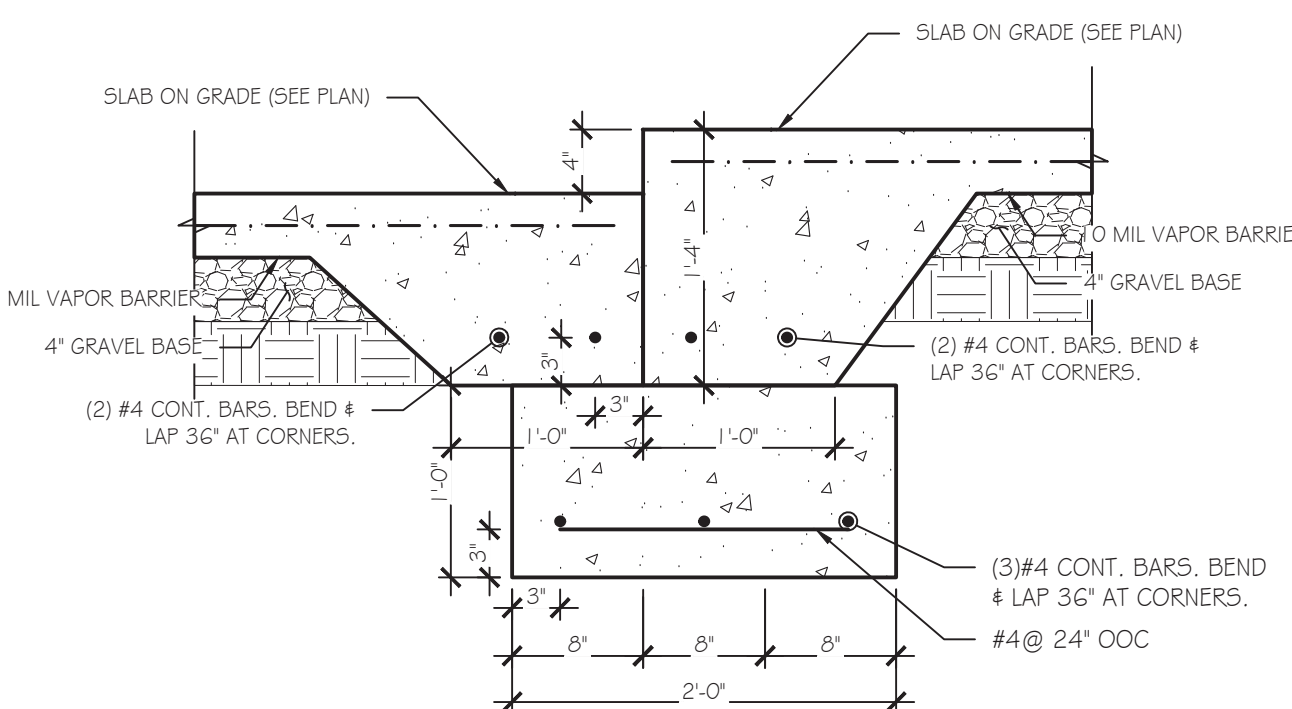 SLAB ON GRADE (SEE PLAN)
SLAB ON GRADE (SEE PLAN)
4"
1'-4"
10 MIL VAPOR BARRIE
4" GRAVEL BASE
MIL VAPOR BARRIER
4" GRAVEL BASE
3"
(2) #4 CONT. BARS. BEND &
LAP 36" AT CORNERS.
(2) #4 CONT. BARS. BEND &
LAP 36" AT CORNERS.
3"
1'-0"
1'-0"
1'-0"
3"
(3)#4 CONT. BARS. BEND
& LAP 36" AT CORNERS.
3"
#4@ 24" OOC
8"
8"
8"
2'-0"